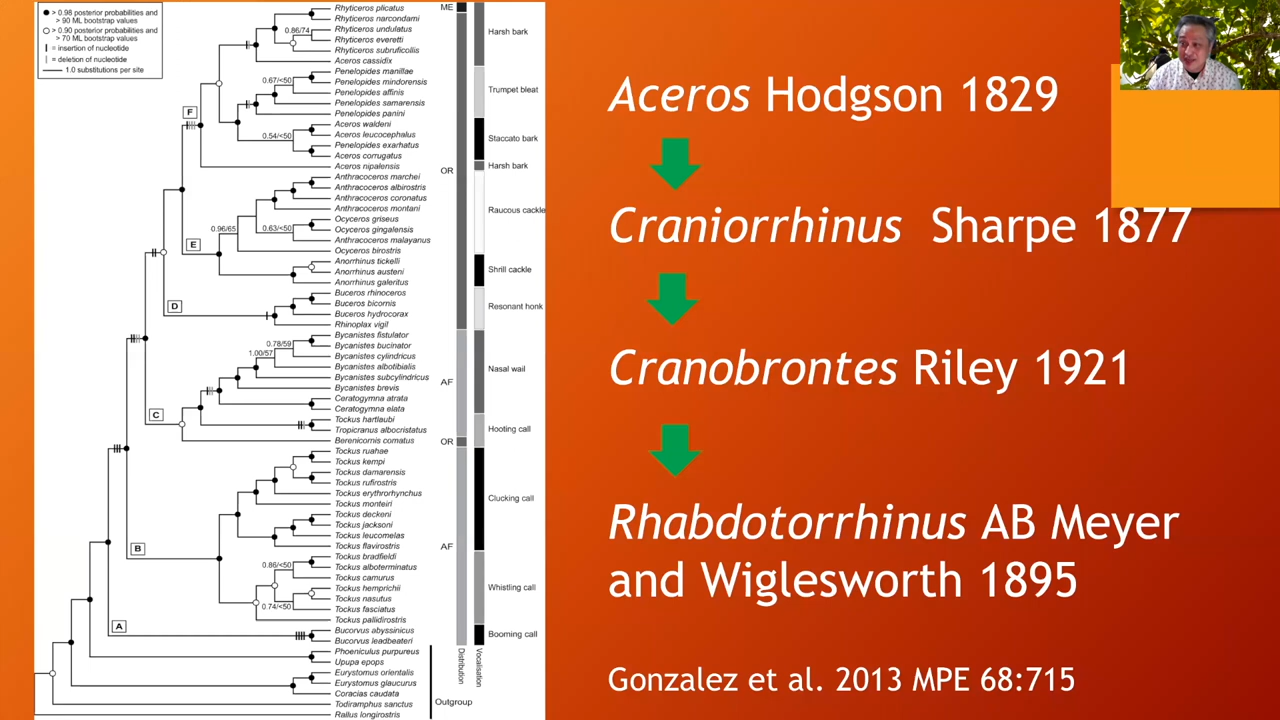 > 0.98 posterior probabilities and
> 90 ML bootstrap values
> 0.90 posterior probabilities and
> 70 ML bootstrap values
= insertion of nucleotide
= deletion of nucleotide
1.0 substitutions per site
Rhyticeros plicatus
Rhyticeros narcondami
0.86/74
Rhyticeros undulatus
Rhyticeros everetti
Rhyticeros subruficollis
Aceros cassidix
Penelopides manillae
0.67/<50
Penelopides mindorensis
Penelopides affinis
Penelopides samarensis
Penelopides panini
F
Aceros waldeni
0.54/<50
Aceros leucocephalus
Penelopides exarhatus
Aceros corrugatus
Aceros nipalensis
Anthracoceros marchei
Anthracoceros albirostris
Anthracoceros coronatus
Anthracoceros montani
Ocyceros griseus
0.96/65
0.63/<50
Ocyceros gingalensis
Anthracoceros malayanus
E
Ocyceros birostris
Anorrhinus tickelli
Anorrhinus austeni
Anorrhinus galeritus
Buceros rhinoceros
D
Buceros bicornis
Buceros hydrocorax
Rhinoplax vigil
Bycanistes fistulator
0.78/59
Bycanistes bucinator
1.00/57
Bycanistes cylindricus
Bycanistes albotibialis
Bycanistes subcylindricus
Bycanistes brevis
Ceratogymna atrata
Ceratogymna elata
C
Tockus hartlaubi
Tropicranus albocristatus
Berenicornis comatus
Tockus ruahae
Tockus kempi
Tockus damarensis
Tockus rufirostris
Tockus erythrorhynchus
Tockus monteiri
Tockus deckeni
Tockus jacksoni
Tockus leucomelas
Tockus flavirostris
B
Tockus bradfieldi
0.86/<50
Tockus alboterminatus
Tockus camurus
Tockus hemprichii
Tockus nasutus
0.74/<50
Tockus fasciatus
Tockus pallidirostris
A
Bucorvus abyssinicus
Bucorvus leadbeateri
Phoeniculus purpureus
Upupa epops
Eurystomus orientalis
Eurystomus glaucurus
Coracias caudata
Todiramphus sanctus
Rallus longirostris
ME
OR
AF
OR
AF
Distribution
Vocalisation
Outgroup
Harsh bark
Trumpet bleat
Staccato bark
Harsh bark
Raucous cackle
Shrill cackle
Resonant honk
Nasal wail
Hooting call
Clucking call
Whistling call
Booming call
Aceros Hodgson 1829
Craniorrhinus Sharpe 1877
Cranobrontes Riley 1921
Rhabdotorrhinus AB Meyer
and Wiglesworth 1895
Gonzalez et al. 2013 MPE 68:715